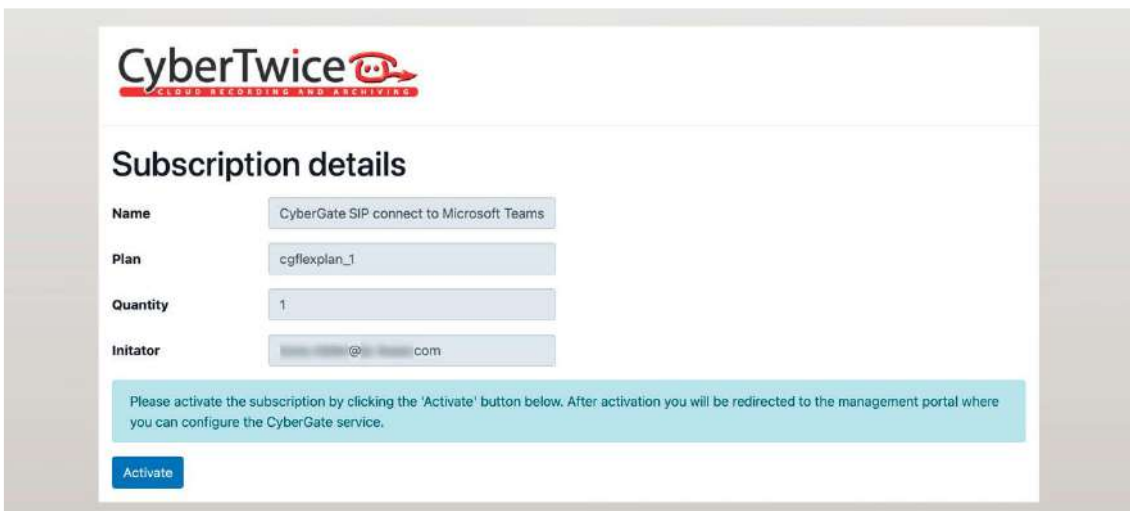 CyberTwice
CLOUD RECORDING AND ARCHIVING
Subscription details
Name CyberGate SIP connect to Microsoft Teams
Plan cgflexplan_1
Quantity 1
Initator @ com
Please activate the subscription by clicking the 'Activate' button below. After activation you will be redirected to the management portal where
you can configure the CyberGate service.
Activate